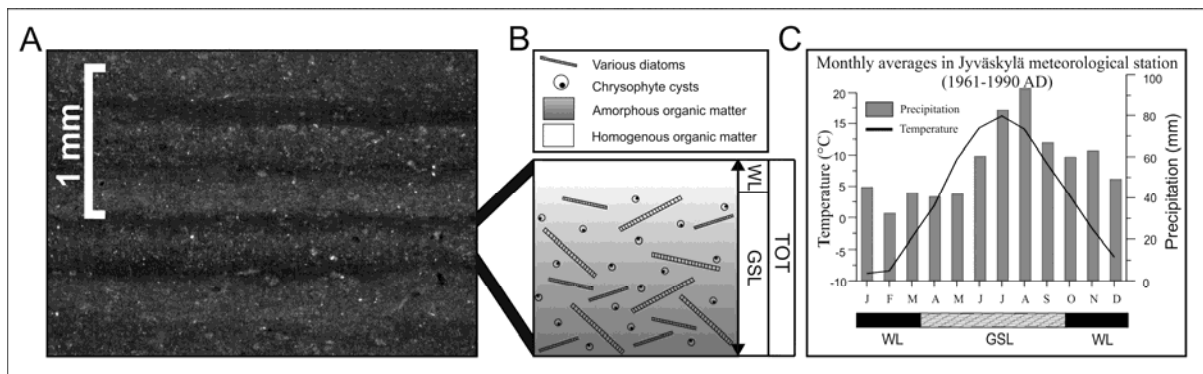 A
1 mm
B
Various diatoms
Chrysophyte cysts
Amorphous organic matter
Homogenous organic matter
WL
GSL
TOT
C
Monthly averages in Jyväskylä meteorological station
(1961-1990 AD)
Precipitation
Temperature
Temperature (°C)
20
15
10
5
0
-5
-10
Precipitation (mm)
100
80
60
40
20
0
J F M A M J J A S O N D
WL GSL WL